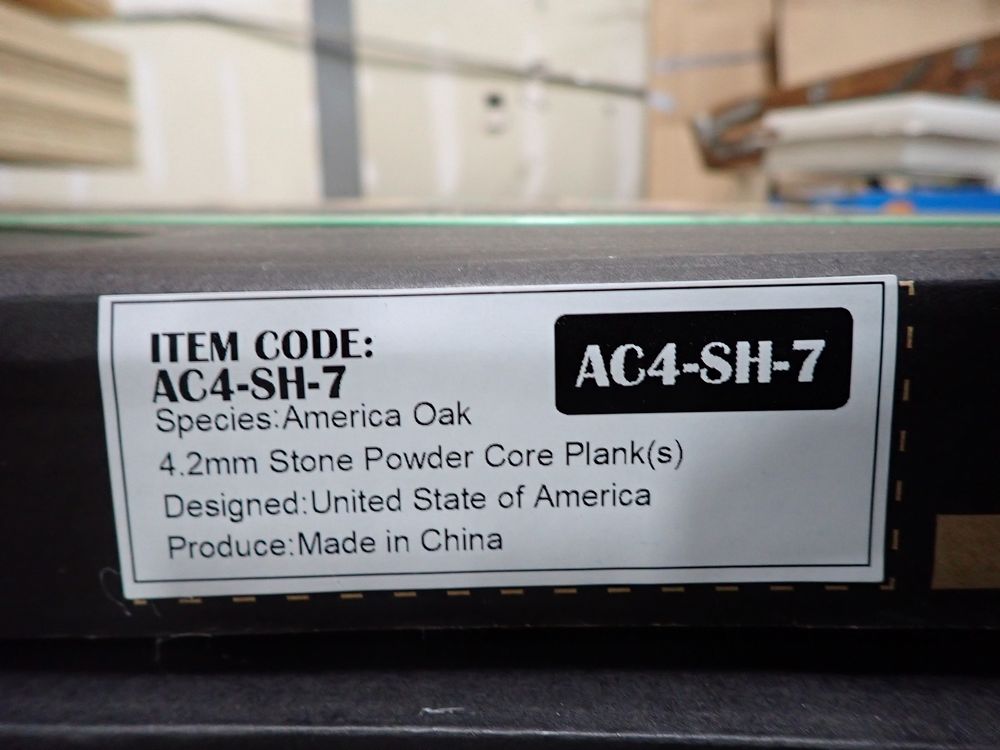 ITEM CODE:
AC4-SH-7
AC4-SH-7
Species:America Oak
4.2mm Stone Powder Core Plank(s)
Designed:United State of America
Produce:Made in China